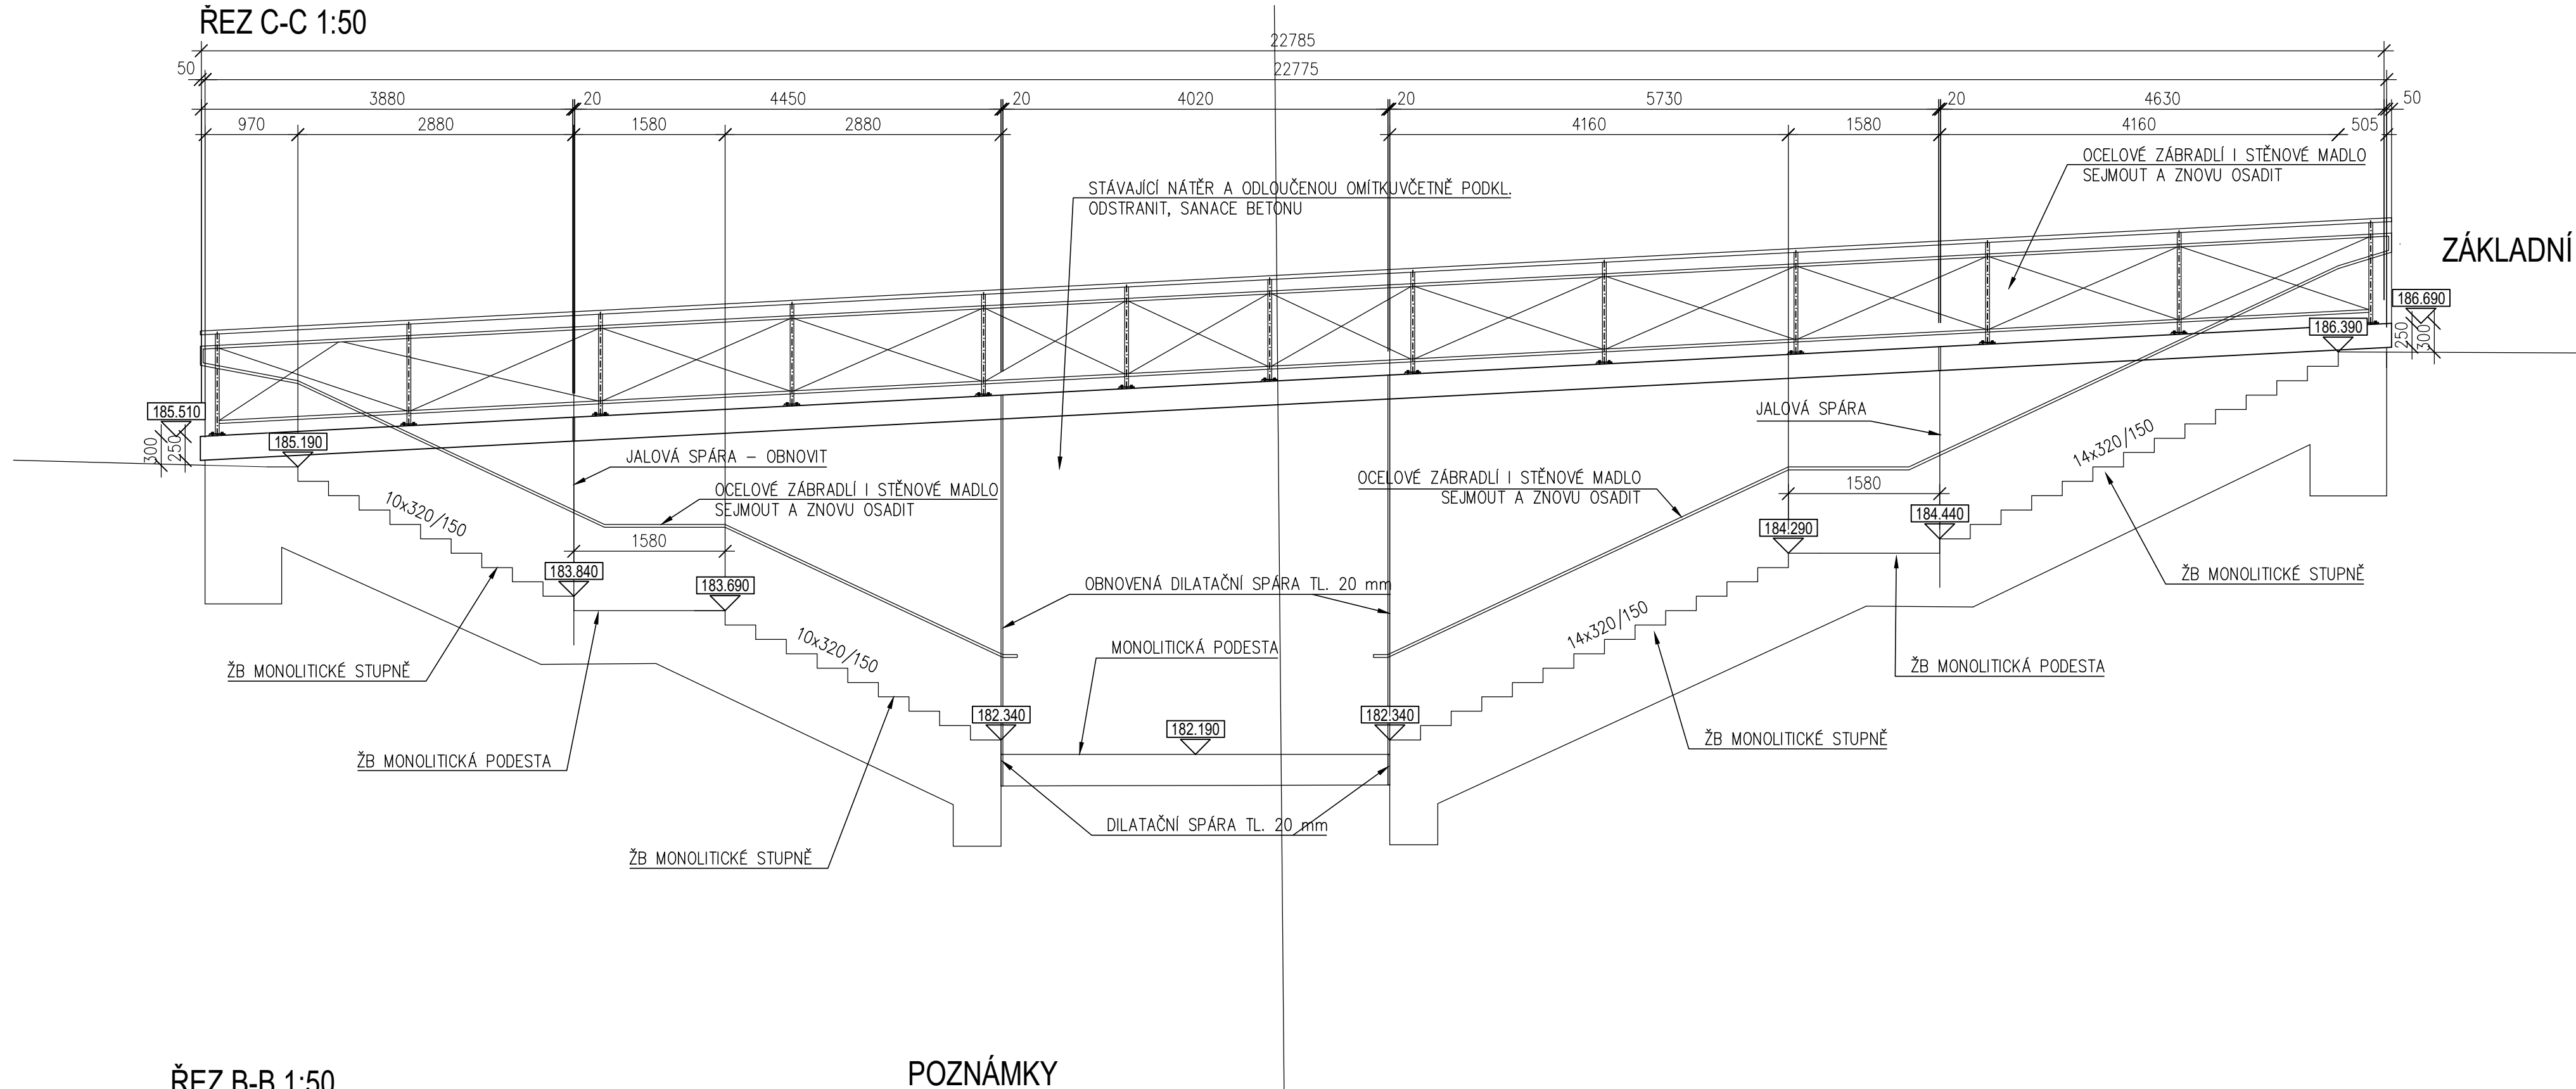 ŘEZ C-C 1:50
22785
50
22775
3880
20
4450
20
4020
20
5730
20
4630
50
970
2880
1580
2880
4160
1580
4160
505
OCELOVÉ ZÁBRADLÍ I STĚNOVÉ MADLO
SEJMOUT A ZNOVU OSADIT
STÁVAJÍCÍ NÁTĚR A ODLOUČENOU OMÍTKUVČETNĚ PODKL.
ODSTRANIT, SANACE BETONU
ZÁKLADNÍ
186.690
186.390
250
300
185.510
300
250
185.190
JALOVÁ SPÁRA
JALOVÁ SPÁRA – OBNOVIT
14x320/150
OCELOVÉ ZÁBRADLÍ I STĚNOVÉ MADLO
SEJMOUT A ZNOVU OSADIT
OCELOVÉ ZÁBRADLÍ I STĚNOVÉ MADLO
SEJMOUT A ZNOVU OSADIT
1580
10x320/150
184.440
184.290
1580
183.840
183.690
OBNOVENÁ DILATAČNÍ SPÁRA TL. 20 mm
ŽB MONOLITICKÉ STUPNĚ
14x320/150
10x320/150
MONOLITICKÁ PODESTA
ŽB MONOLITICKÁ PODESTA
ŽB MONOLITICKÉ STUPNĚ
182.340
182.190
182.340
ŽB MONOLITICKÉ STUPNĚ
ŽB MONOLITICKÁ PODESTA
DILATAČNÍ SPÁRA TL. 20 mm
ŽB MONOLITICKÉ STUPNĚ
POZNÁMKY
ŘEZ B-B 1:50